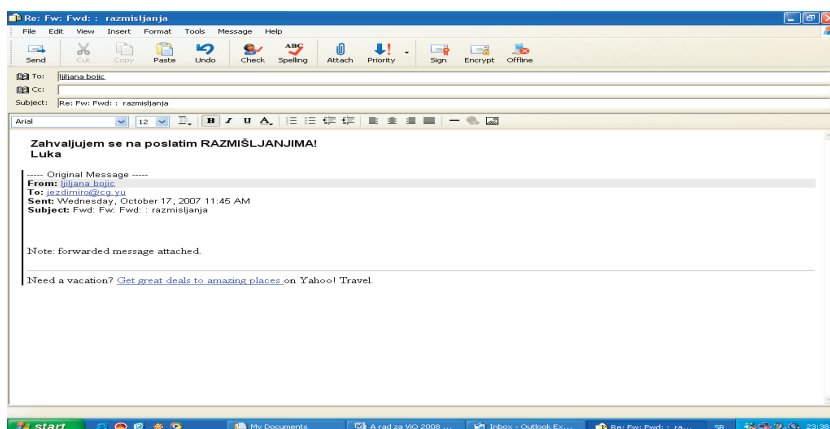 Re: Fw: Fwd: : razmisljanja
File Edit View Insert Format Tools Message Help
Send Cut Copy Paste Undo Check Spelling Attach Priority Sign Encrypt Offline
To: ljiljana bojic
Cc:
Subject: Re: Fw: Fwd: : razmisljanja
Arial 12 B I U A
Zahvaljujem se na poslatim RAZMIŠLJANJIMA!
Luka
----- Original Message -----
From: ljiljana bojic
To: jezdimiro@cg.yu
Sent: Wednesday, October 17, 2007 11:45 AM
Subject: Fwd: Fw: Fwd: : razmisljanja
Note: forwarded message attached.
Need a vacation? Get great deals to amazing places on Yahoo! Travel.
start My Documents A rad za ViO 2008 ... Inbox - Outlook Ex... Re: Fw: Fwd: : ra... SR 23:38